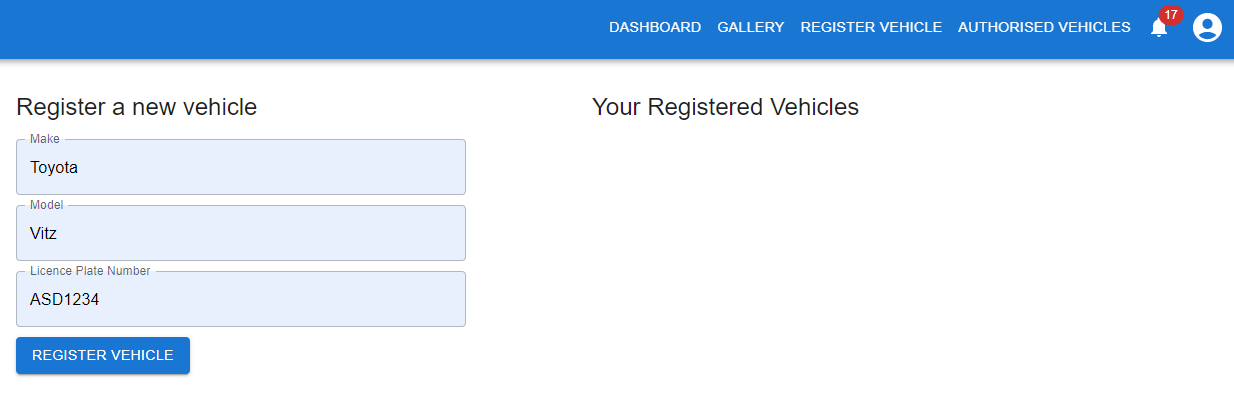 DASHBOARD GALLERY REGISTER VEHICLE AUTHORISED VEHICLES 17
Register a new vehicle
Make
Toyota
Model
Vitz
Licence Plate Number
ASD1234
REGISTER VEHICLE
Your Registered Vehicles